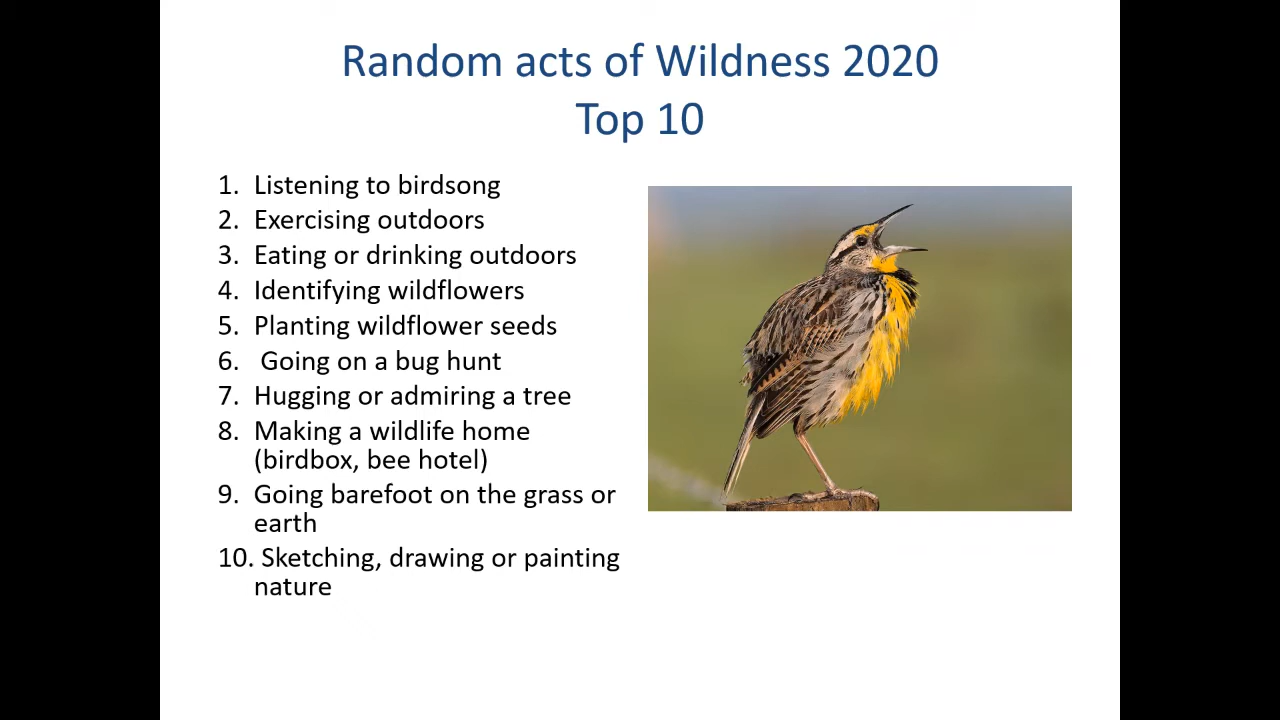 Random acts of Wildness 2020
Top 10
1. Listening to birdsong
2. Exercising outdoors
3. Eating or drinking outdoors
4. Identifying wildflowers
5. Planting wildflower seeds
6. Going on a bug hunt
7. Hugging or admiring a tree
8. Making a wildlife home
(birdbox, bee hotel)
9. Going barefoot on the grass or
earth
10. Sketching, drawing or painting
nature